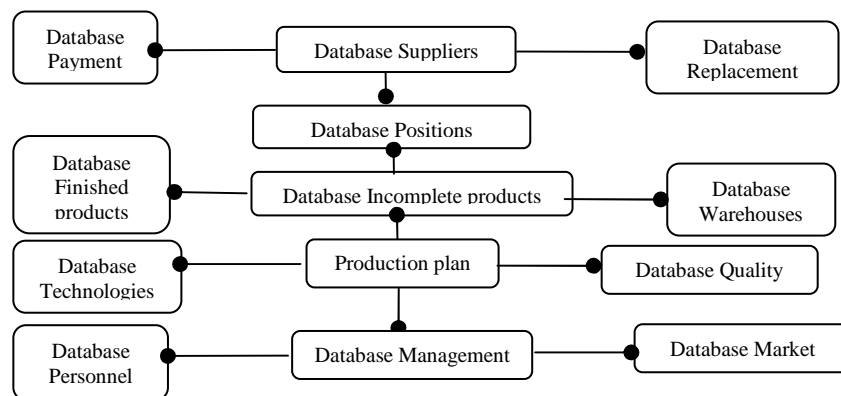 Database
Payment
Database Suppliers
Database
Replacement
Database Positions
Database
Finished
products
Database Incomplete products
Database
Warehouses
Database
Technologies
Production plan
Database Quality
Database
Personnel
Database Management
Database Market